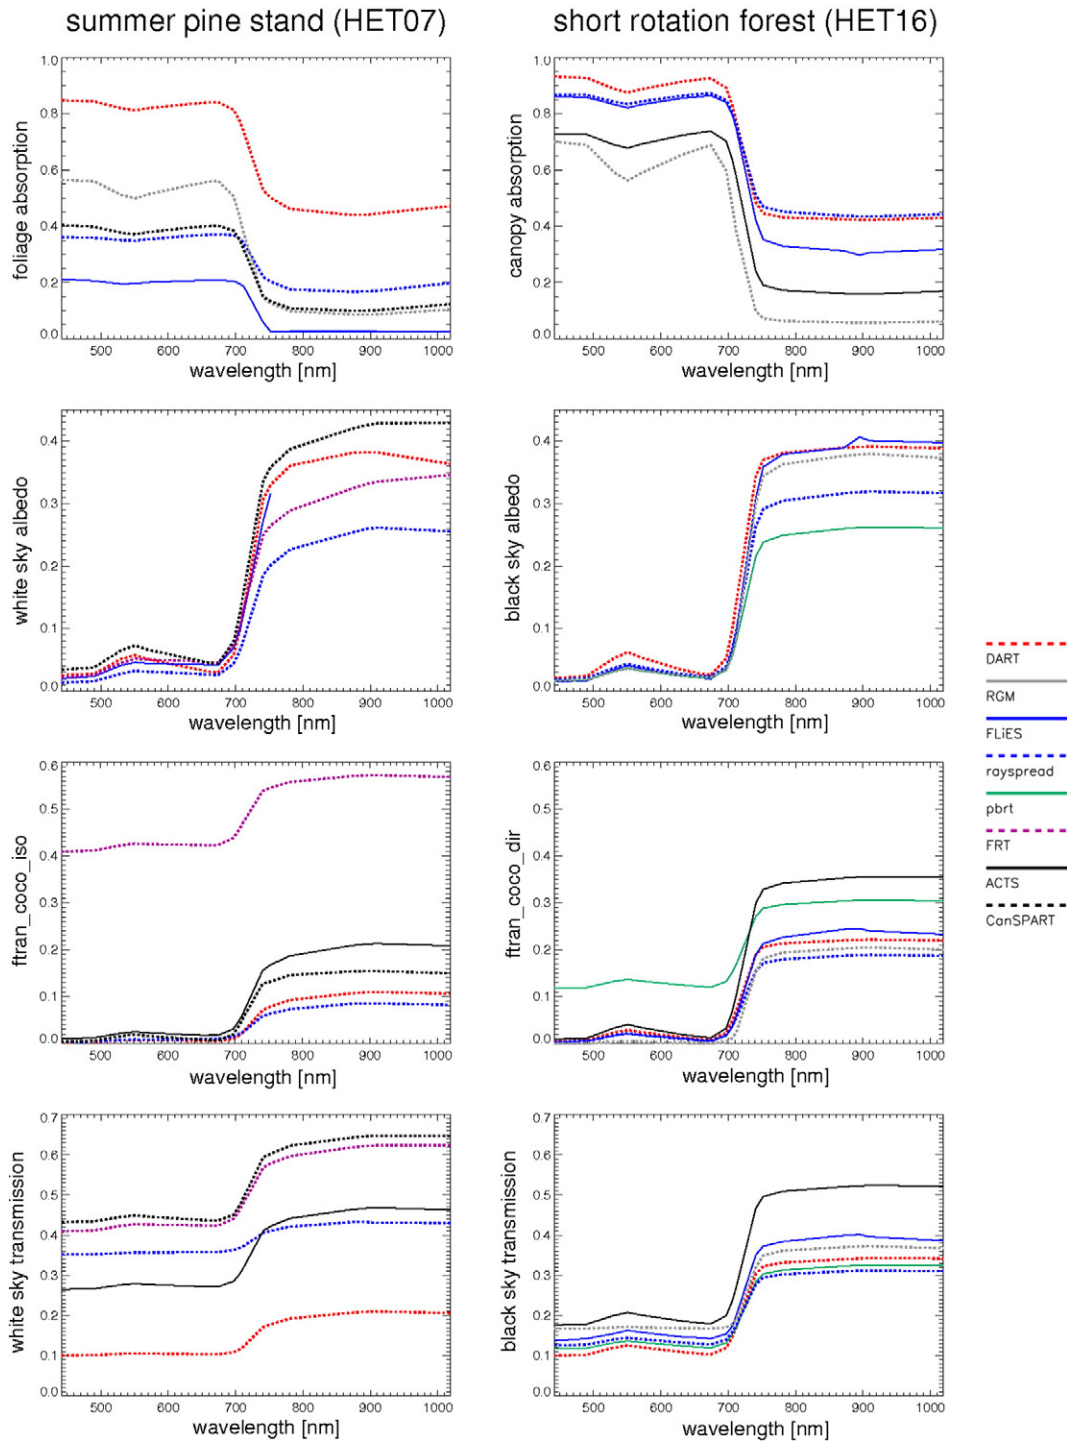 summer pine stand (HET07)
short rotation forest (HET16)
foliage absorption
1.0
0.8
0.6
0.4
0.2
0.0
500 600 700 800 900 1000
wavelength [nm]
canopy absorption
1.0
0.8
0.6
0.4
0.2
0.0
500 600 700 800 900 1000
wavelength [nm]
white sky albedo
0.4
0.3
0.2
0.1
0.0
500 600 700 800 900 1000
wavelength [nm]
black sky albedo
0.4
0.3
0.2
0.1
0.0
500 600 700 800 900 1000
wavelength [nm]
ftran_coco_iso
0.6
0.5
0.4
0.3
0.2
0.1
0.0
500 600 700 800 900 1000
wavelength [nm]
ftran_coco_dir
0.6
0.5
0.4
0.3
0.2
0.1
0.0
500 600 700 800 900 1000
wavelength [nm]
white sky transmission
0.7
0.6
0.5
0.4
0.3
0.2
0.1
0.0
500 600 700 800 900 1000
wavelength [nm]
black sky transmission
0.7
0.6
0.5
0.4
0.3
0.2
0.1
0.0
500 600 700 800 900 1000
wavelength [nm]
DART
RGM
FLiES
rayspread
pbrt
FRT
ACTS
CanSPART